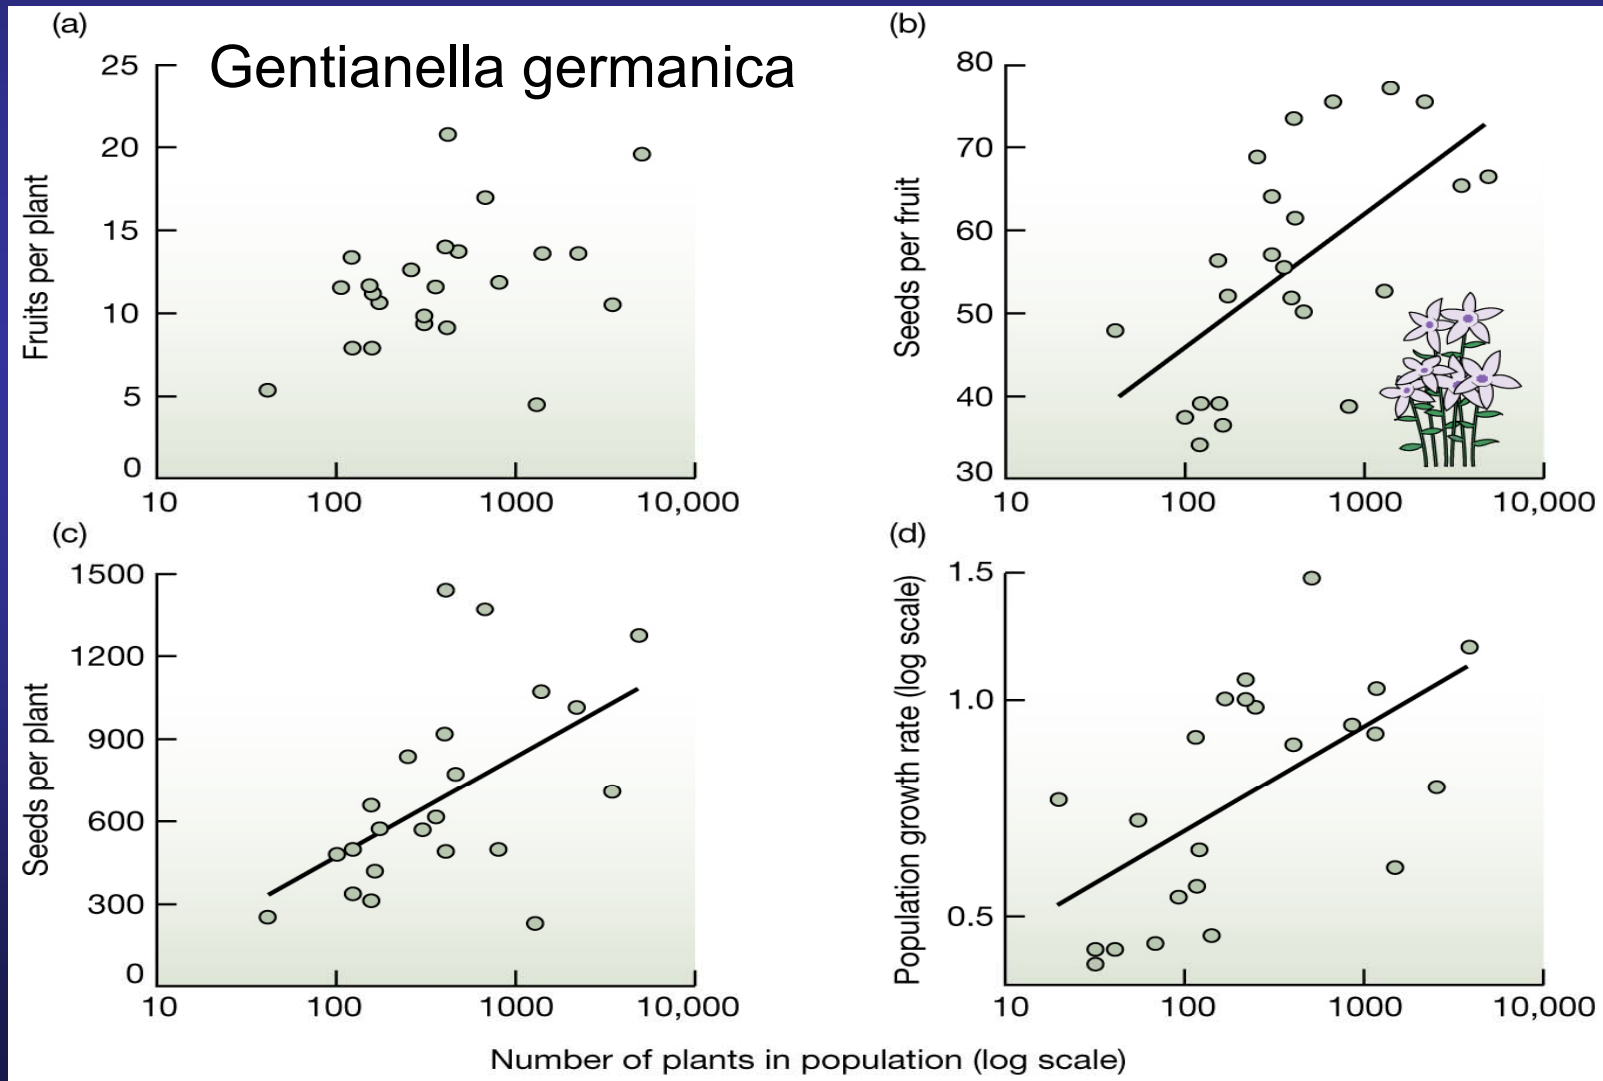 (a)
Gentianella germanica
Fruits per plant
25
20
15
10
5
0
10 100 1000 10,000
(b)
Seeds per fruit
80
70
60
50
40
30
10 100 1000 10,000
(c)
Seeds per plant
1500
1200
900
600
300
0
10 100 1000 10,000
(d)
Population growth rate (log scale)
1.5
1.0
0.5
10 100 1000 10,000
Number of plants in population (log scale)